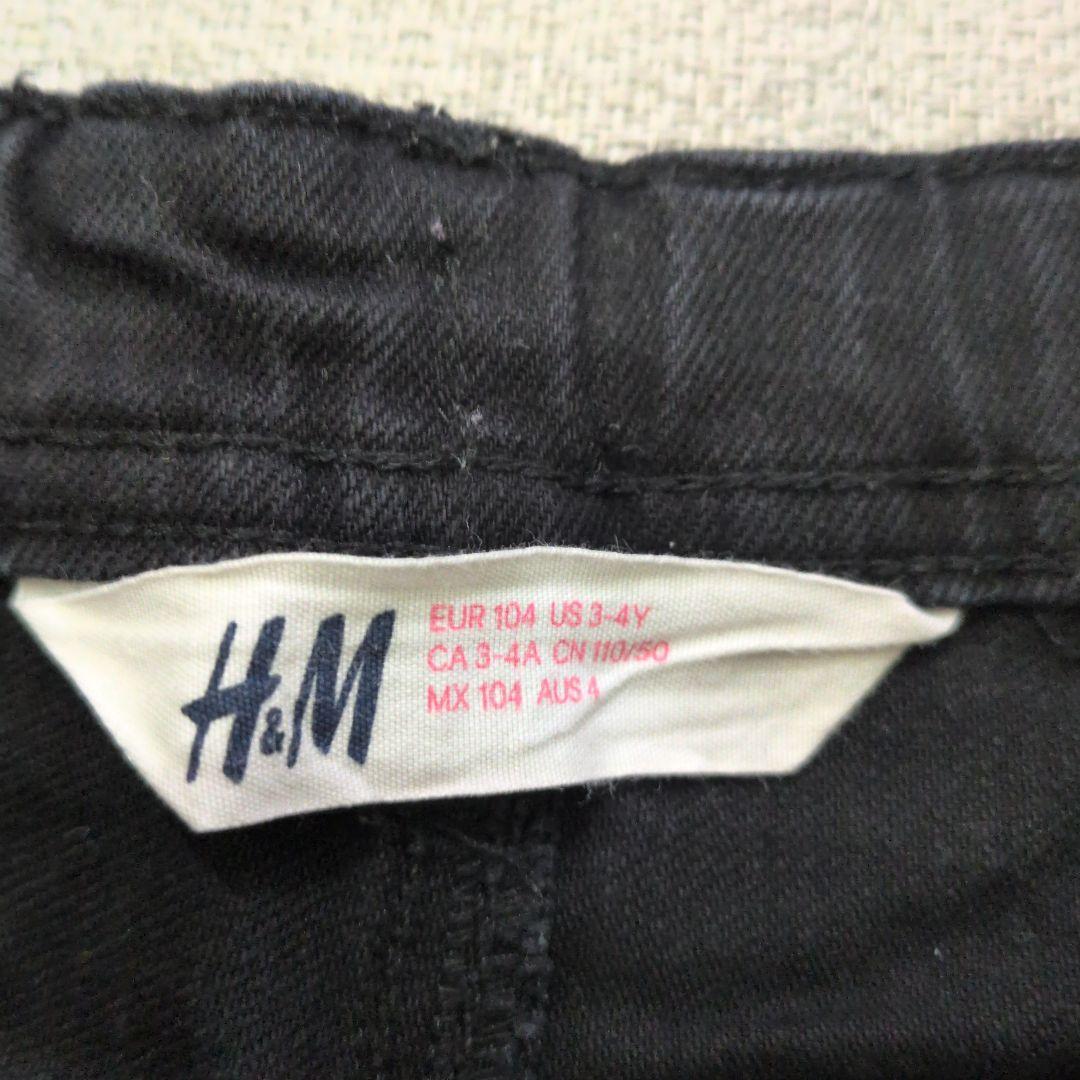 H&M
EUR 104 US 3-4Y
CA 3-4A CN 110/50
MX 104 AUS 4